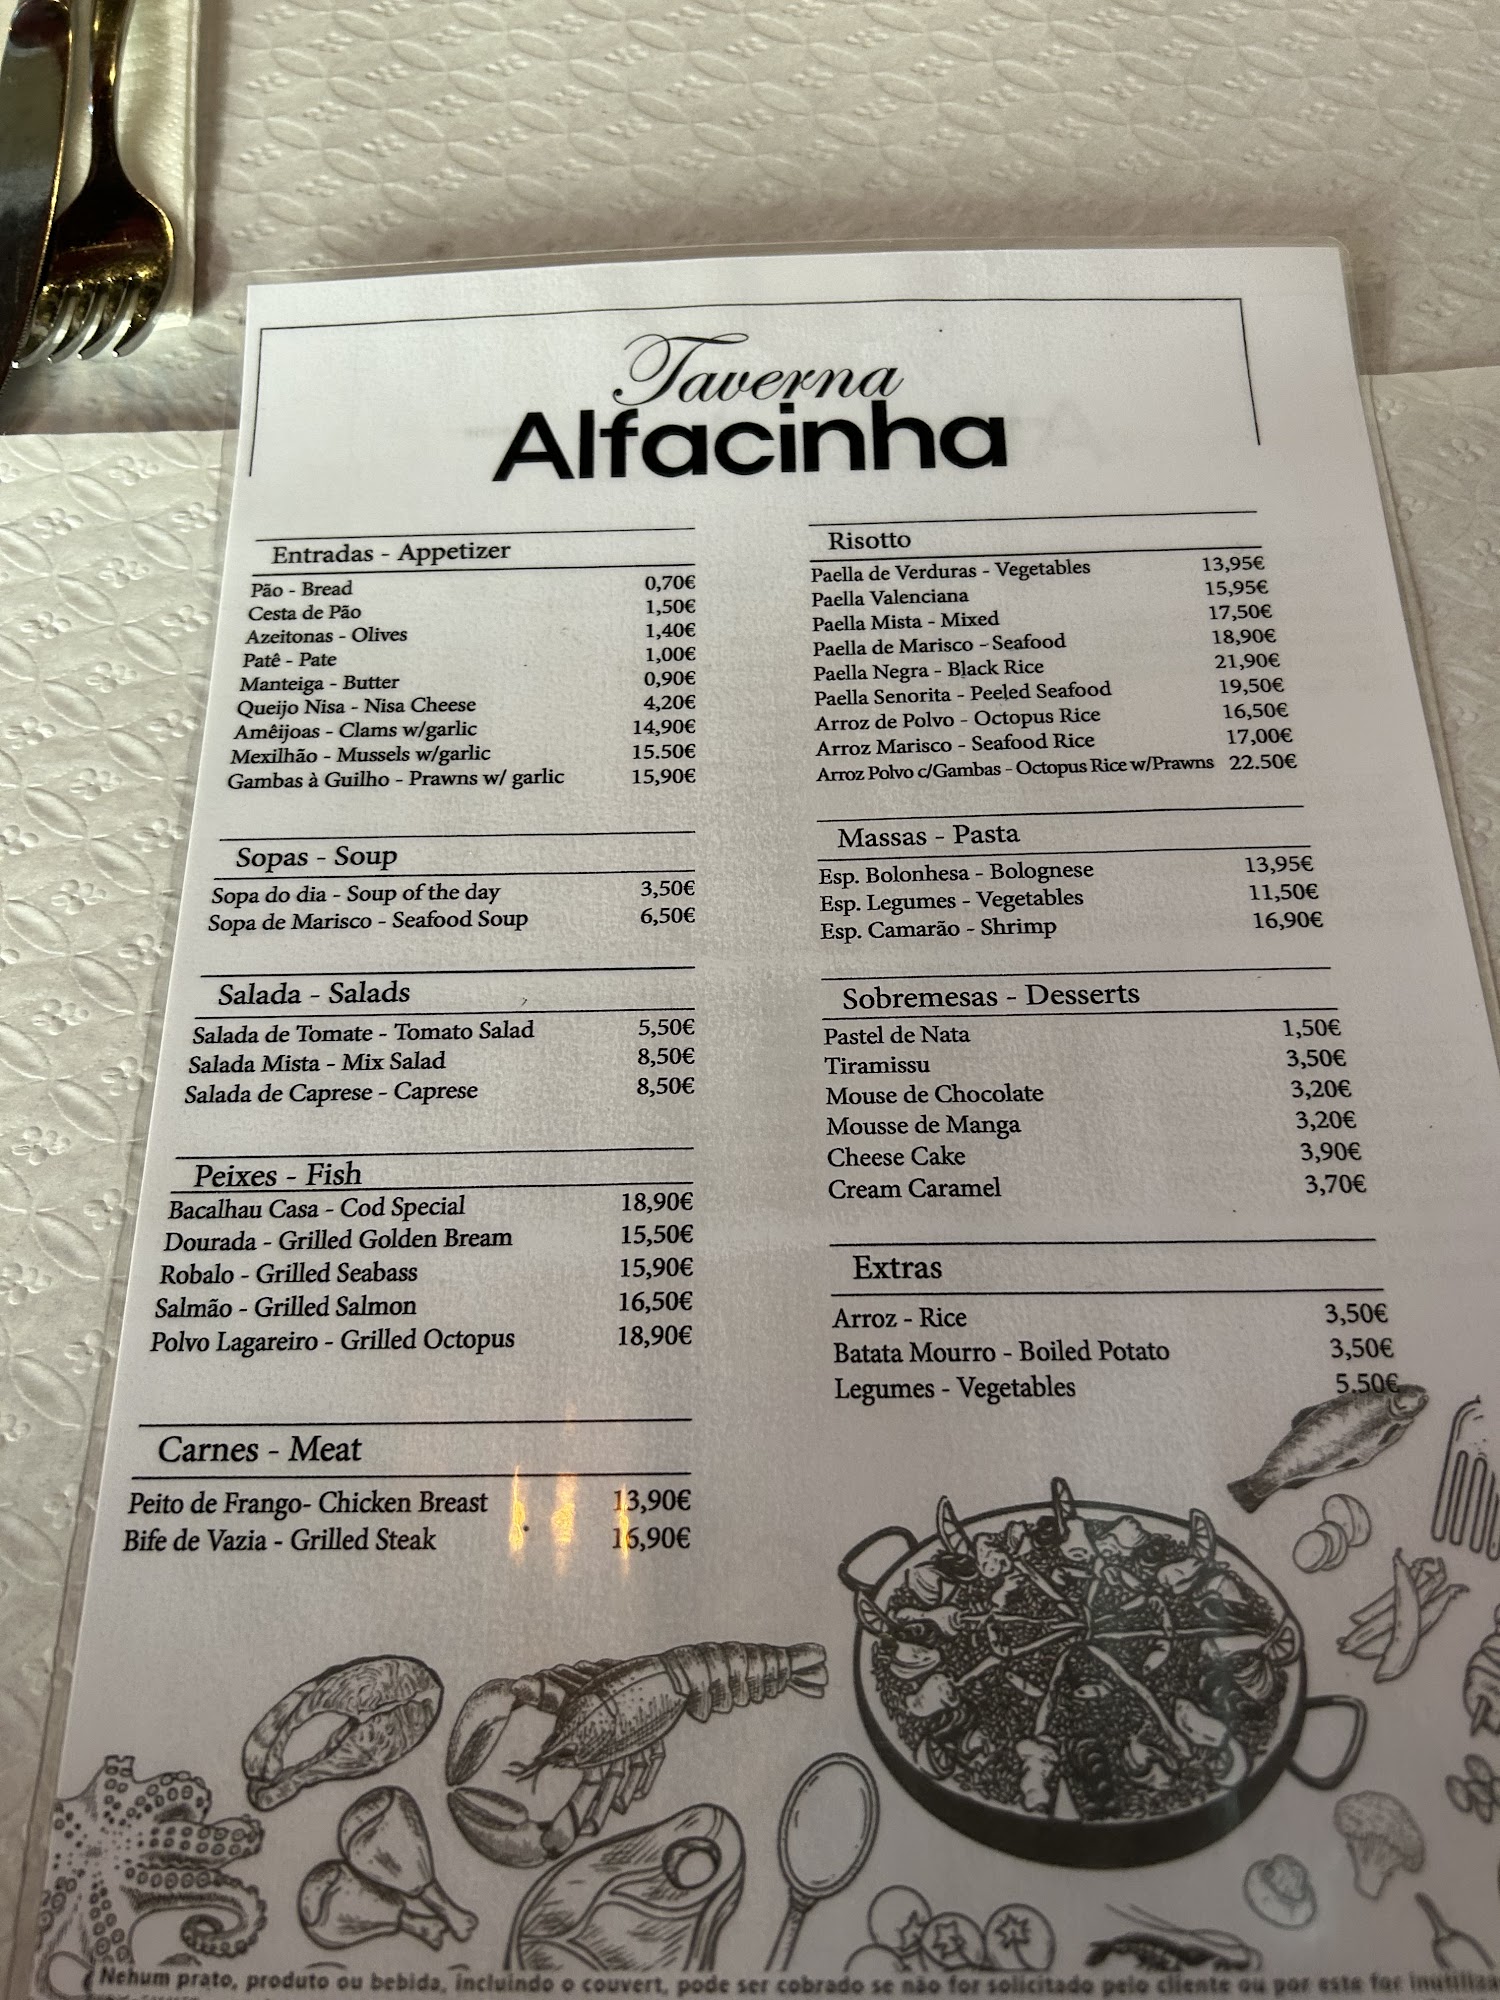 Taverna
Alfacinha
Entradas - Appetizer
Pão - Bread 0,70€
Cesta de Pão 1,50€
Azeitonas - Olives 1,40€
Patê - Pate 1,00€
Manteiga - Butter 0,90€
Queijo Nisa - Nisa Cheese 4,20€
Amêijoas - Clams w/garlic 14,90€
Mexilhão - Mussels w/garlic 15.50€
Gambas à Guilho - Prawns w/ garlic 15,90€
Sopas - Soup
Sopa do dia - Soup of the day 3,50€
Sopa de Marisco - Seafood Soup 6,50€
Salada - Salads
Salada de Tomate - Tomato Salad 5,50€
Salada Mista - Mix Salad 8,50€
Salada de Caprese - Caprese 8,50€
Peixes - Fish
Bacalhau Casa - Cod Special 18,90€
Dourada - Grilled Golden Bream 15,50€
Robalo - Grilled Seabass 15,90€
Salmão - Grilled Salmon 16,50€
Polvo Lagareiro - Grilled Octopus 18,90€
Carnes - Meat
Peito de Frango- Chicken Breast 13,90€
Bife de Vazia - Grilled Steak 16,90€
Risotto
Paella de Verduras - Vegetables 13,95€
Paella Valenciana 15,95€
Paella Mista - Mixed 17,50€
Paella de Marisco - Seafood 18,90€
Paella Negra - Black Rice 21,90€
Paella Senorita - Peeled Seafood 19,50€
Arroz de Polvo - Octopus Rice 16,50€
Arroz Marisco - Seafood Rice 17,00€
Arroz Polvo c/Gambas - Octopus Rice w/Prawns 22.50€
Massas - Pasta
Esp. Bolonhesa - Bolognese 13,95€
Esp. Legumes - Vegetables 11,50€
Esp. Camarão - Shrimp 16,90€
Sobremesas - Desserts
Pastel de Nata 1,50€
Tiramissu 3,50€
Mouse de Chocolate 3,20€
Mousse de Manga 3,20€
Cheese Cake 3,90€
Cream Caramel 3,70€
Extras
Arroz - Rice 3,50€
Batata Mourro - Boiled Potato 3,50€
Legumes - Vegetables 5.50€
Nehum prato, produto ou bebida, incluindo o couvert, pode ser cobrado se não for solicitado pelo cliente ou por este for